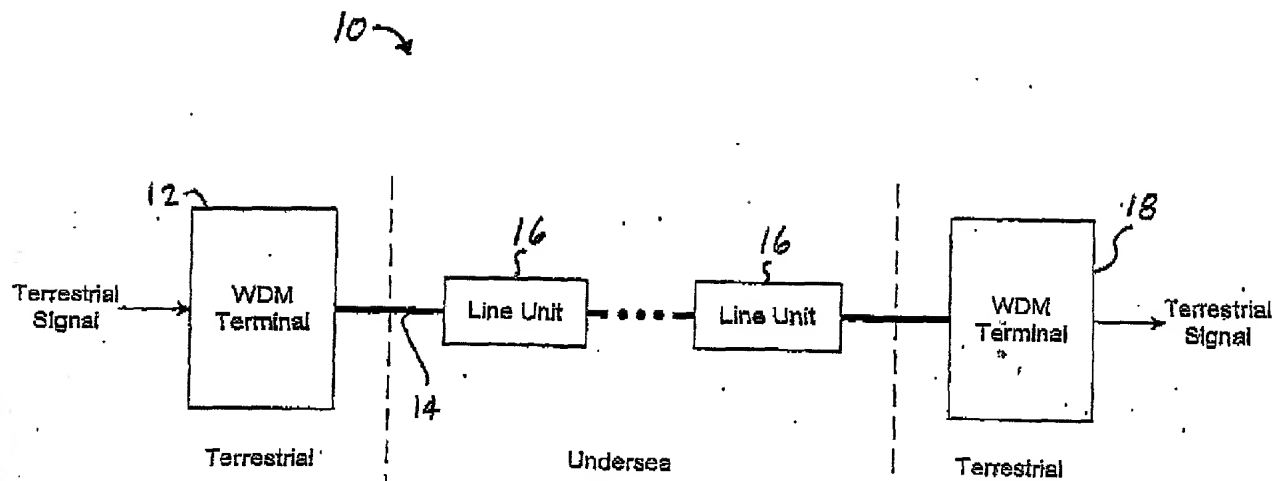 10
12
16
16
18
Terrestrial
Signal
WDM
Terminal
Line Unit
Line Unit
WDM
Terminal
Terrestrial
Signal
14
Terrestrial
Undersea
Terrestrial